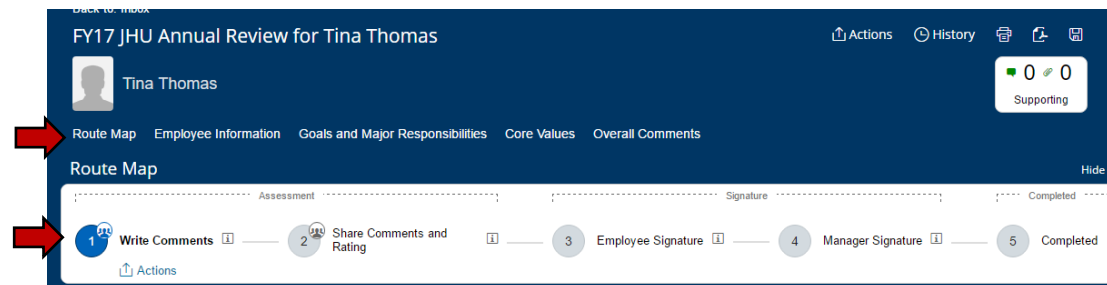 Back to: Inbox
FY17 JHU Annual Review for Tina Thomas
Actions History
Tina Thomas
0 0
Supporting
Route Map Employee Information Goals and Major Responsibilities Core Values Overall Comments
Route Map
Hide
Assessment Signature Completed
1 Write Comments i 2 Share Comments and Rating i 3 Employee Signature i 4 Manager Signature i 5 Completed
Actions